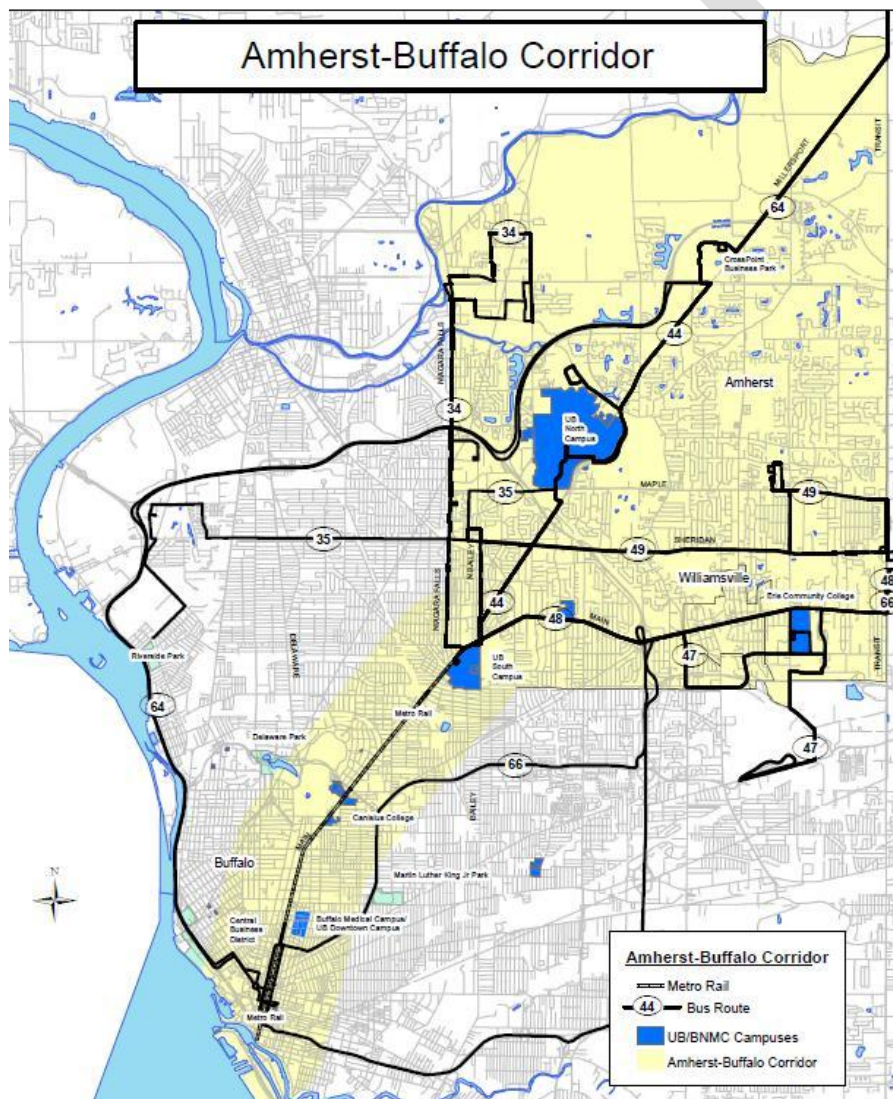 Amherst-Buffalo Corridor
TRANSIT
MILLERSPORT
64
34
CrossPoint
Business Park
44
NIAGARA FALLS
Amherst
34
UB
North
Campus
35
MAPLE
49
35
SHERIDAN
49
N BAILEY
Williamsville
48
Erie Community College
66
NIAGARA FALLS
44
48
MAIN
47
TRANSIT
Riverside Park
DELAWARE
UB
South
Campus
64
Metro Rail
Delaware Park
47
66
BAILEY
Canisius College
MAIN
Buffalo
N
Martin Luther King Jr Park
Central
Business
District
Buffalo Medical Campus/
UB Downtown Campus
Metro Rail
Amherst-Buffalo Corridor
Metro Rail
44 Bus Route
UB/BNMC Campuses
Amherst-Buffalo Corridor